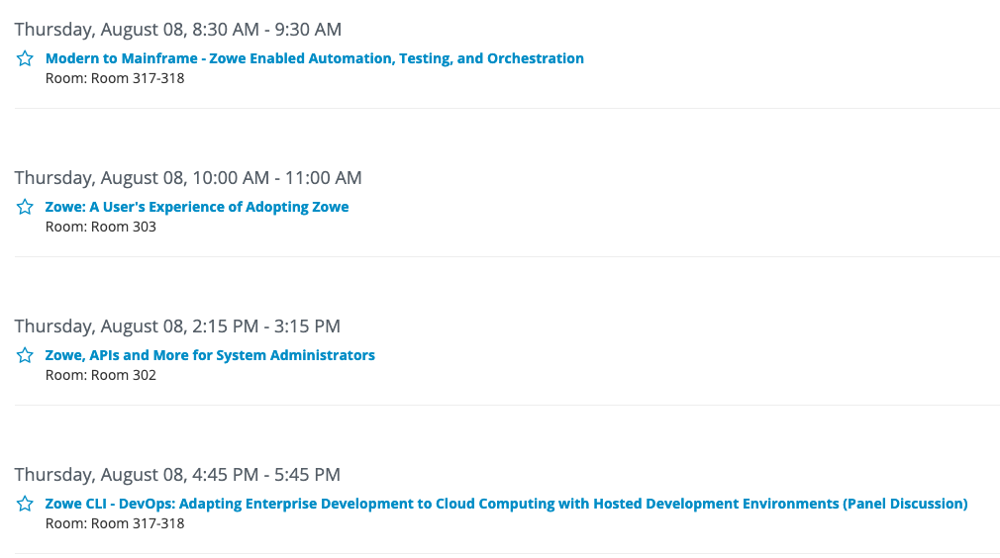 Thursday, August 08, 8:30 AM - 9:30 AM
Modern to Mainframe - Zowe Enabled Automation, Testing, and Orchestration
Room: Room 317-318
Thursday, August 08, 10:00 AM - 11:00 AM
Zowe: A User's Experience of Adopting Zowe
Room: Room 303
Thursday, August 08, 2:15 PM - 3:15 PM
Zowe, APIs and More for System Administrators
Room: Room 302
Thursday, August 08, 4:45 PM - 5:45 PM
Zowe CLI - DevOps: Adapting Enterprise Development to Cloud Computing with Hosted Development Environments (Panel Discussion)
Room: Room 317-318